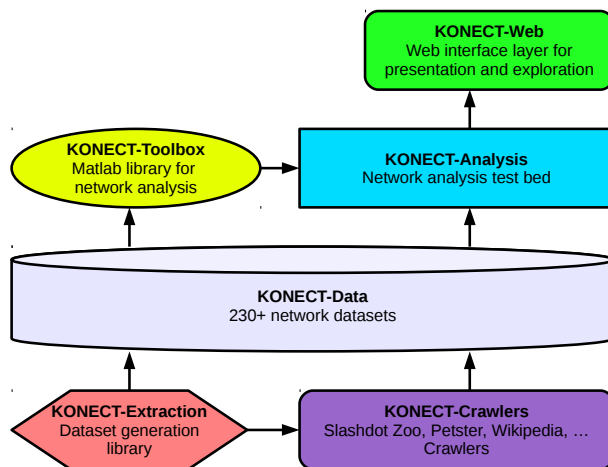 KONECT-Web
Web interface layer for
presentation and exploration
KONECT-Toolbox
Matlab library for
network analysis
KONECT-Analysis
Network analysis test bed
KONECT-Data
230+ network datasets
KONECT-Extraction
Dataset generation
library
KONECT-Crawlers
Slashdot Zoo, Petster, Wikipedia, …
Crawlers